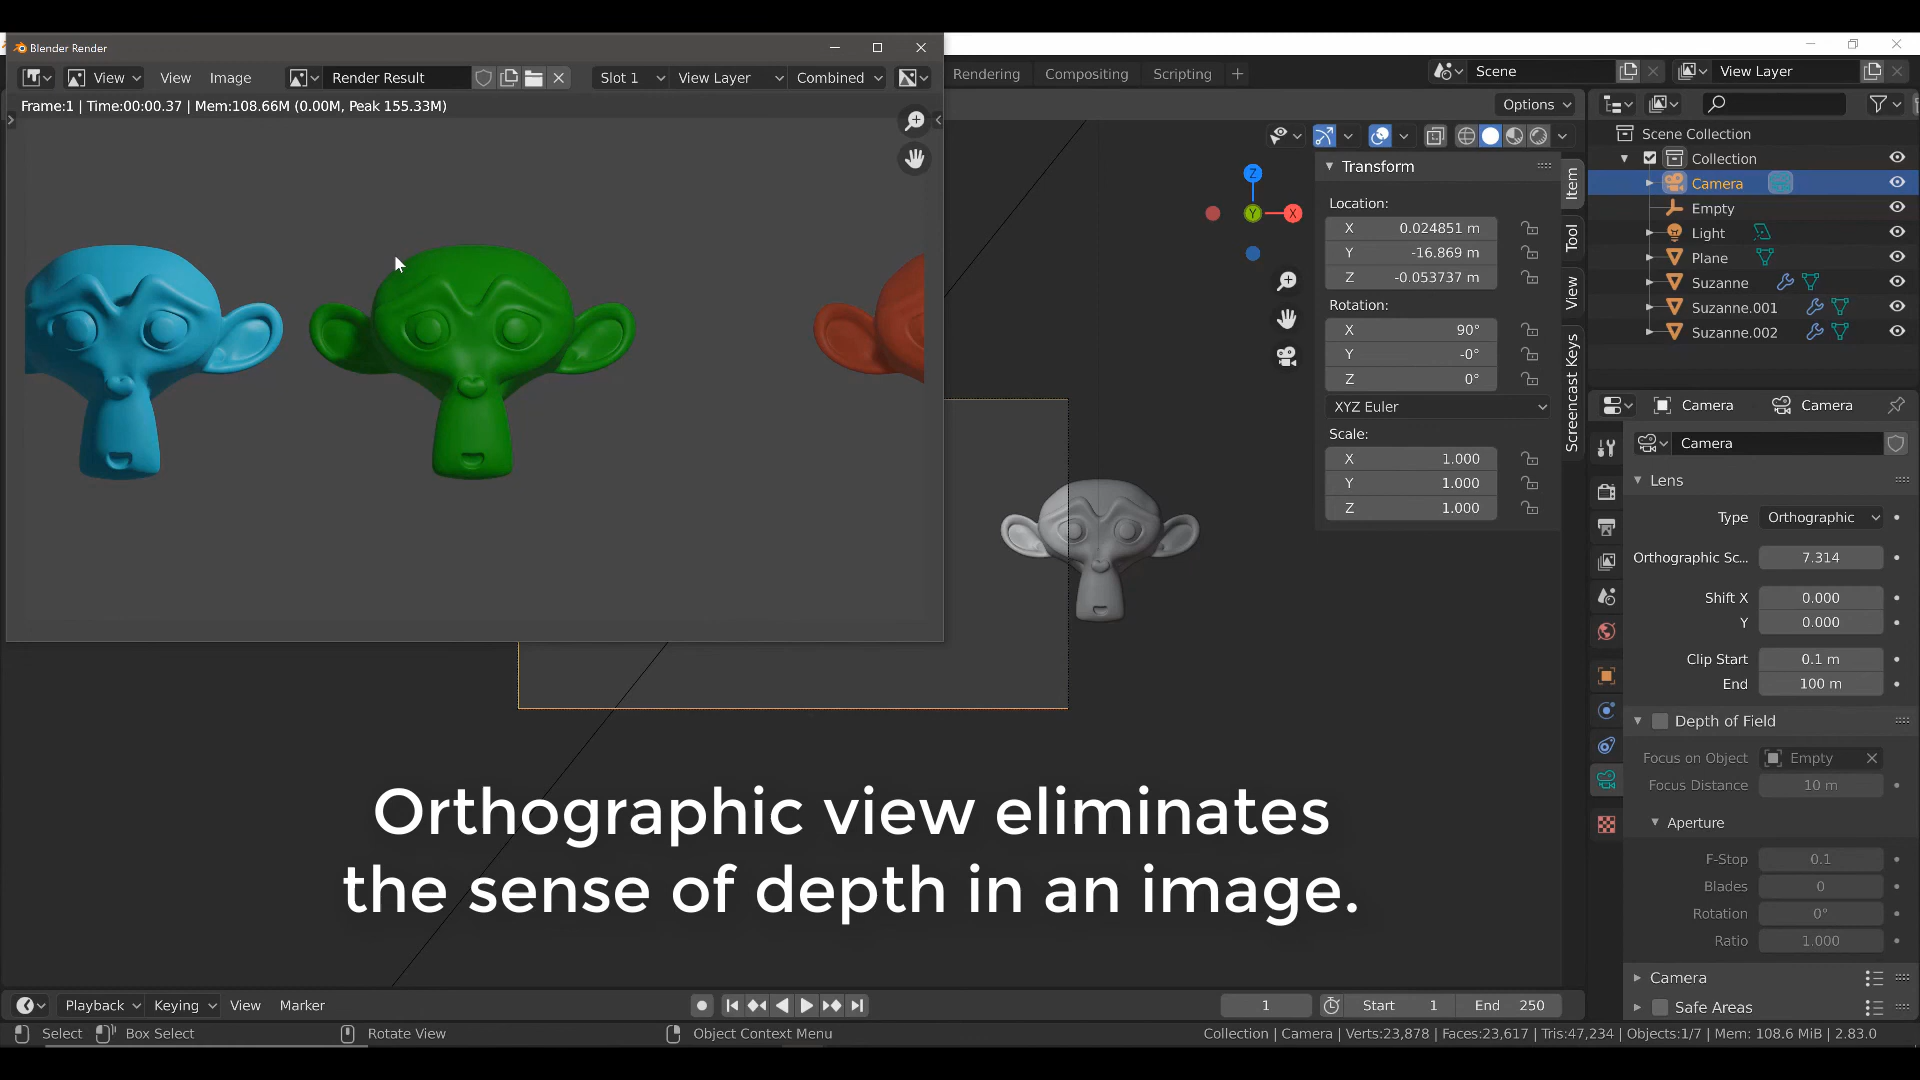 Blender Render
View
View
Image
Render Result
Slot 1
View Layer
Combined
Frame:1 | Time:00:00.37 | Mem:108.66M (0.00M, Peak 155.33M)
Rendering
Compositing
Scripting
+
Scene
View Layer
Options
Z
Y
X
Transform
Location:
X 0.024851 m
Y -16.869 m
Z -0.053737 m
Rotation:
X 90°
Y -0°
Z 0°
XYZ Euler
Scale:
X 1.000
Y 1.000
Z 1.000
Item
Tool
View
Screencast Keys
Scene Collection
Collection
Camera
Empty
Light
Plane
Suzanne
Suzanne.001
Suzanne.002
Camera
Camera
Camera
Lens
Type Orthographic
Orthographic Sc... 7.314
Shift X 0.000
Y 0.000
Clip Start 0.1 m
End 100 m
Depth of Field
Focus on Object Empty
Focus Distance 10 m
Aperture
F-Stop 0.1
Blades 0
Rotation 0°
Ratio 1.000
Camera
Safe Areas
Orthographic view eliminates
the sense of depth in an image.
Playback
Keying
View
Marker
1
Start 1
End 250
Select
Box Select
Rotate View
Object Context Menu
Collection | Camera | Verts:23,878 | Faces:23,617 | Tris:47,234 | Objects:1/7 | Mem: 108.6 MiB | 2.83.0